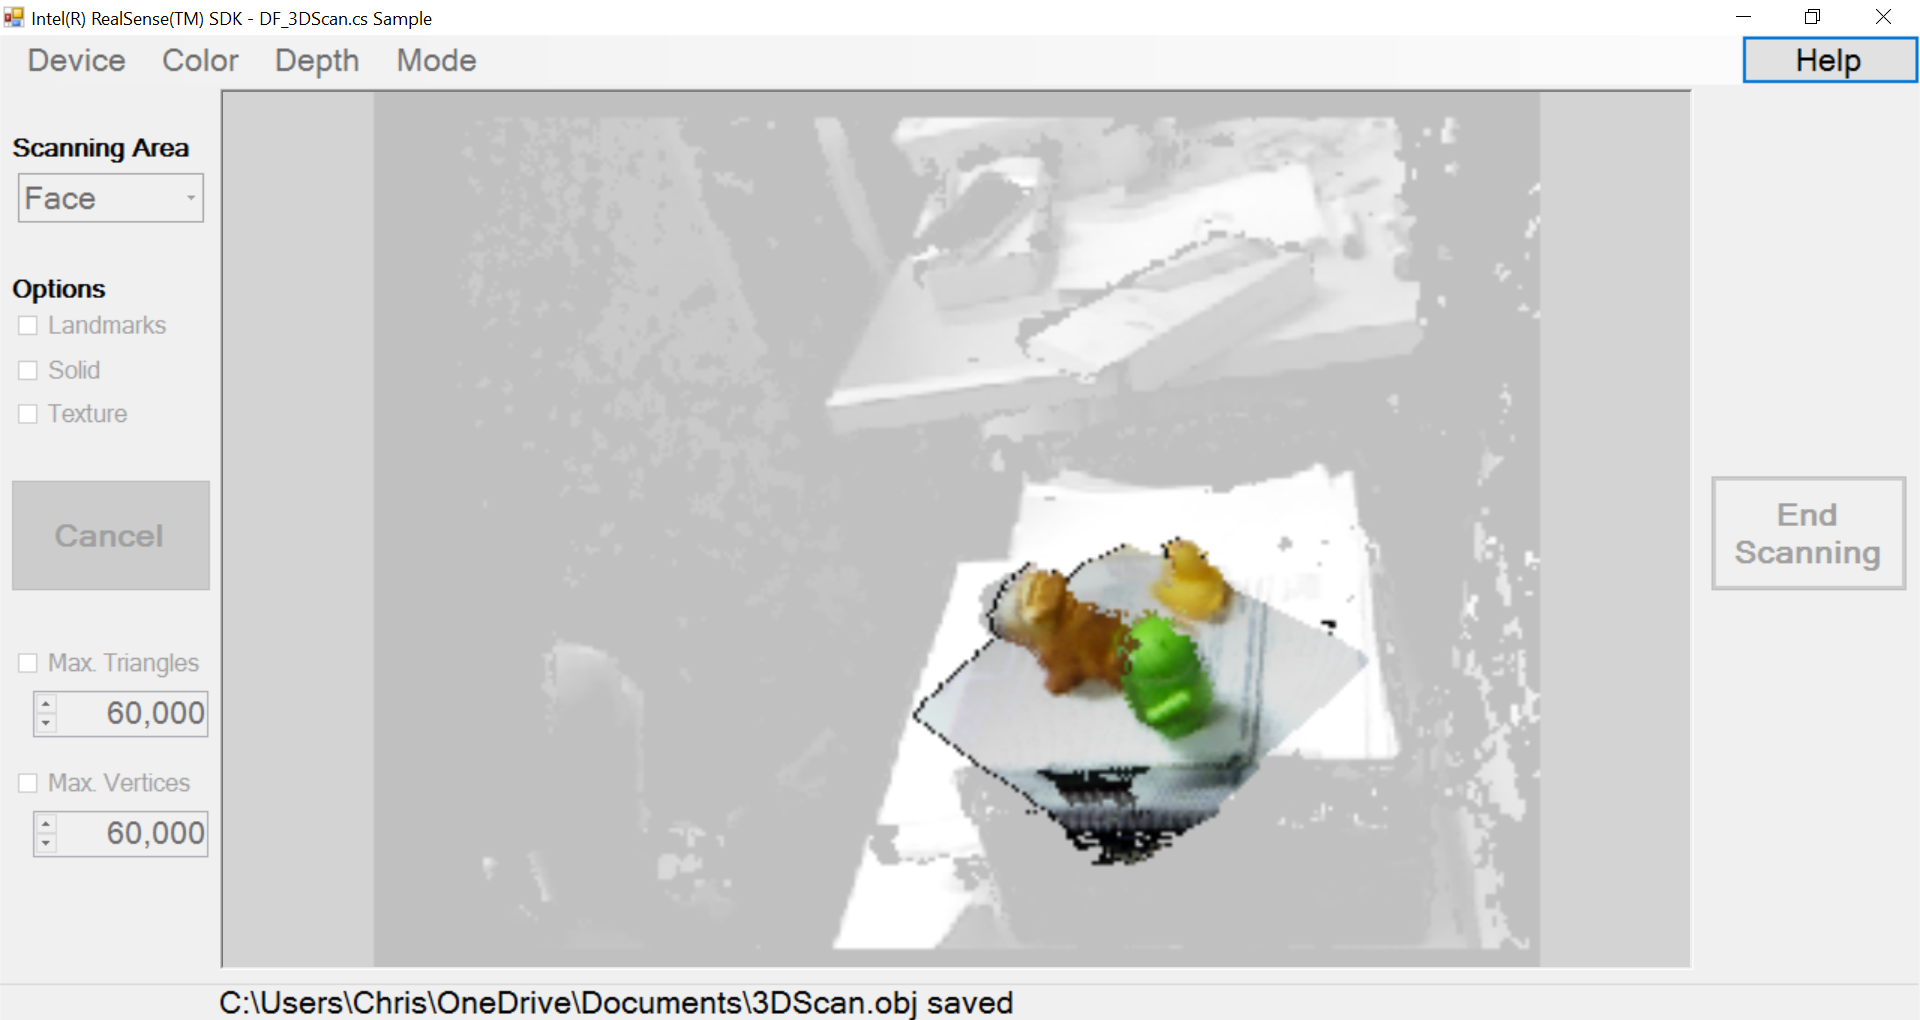 Intel(R) RealSense(TM) SDK - DF_3DScan.cs Sample
Device Color Depth Mode
Help
Scanning Area
Face
Options
Landmarks
Solid
Texture
Cancel
End
Scanning
Max. Triangles
60,000
Max. Vertices
60,000
C:\Users\Chris\OneDrive\Documents\3DScan.obj saved